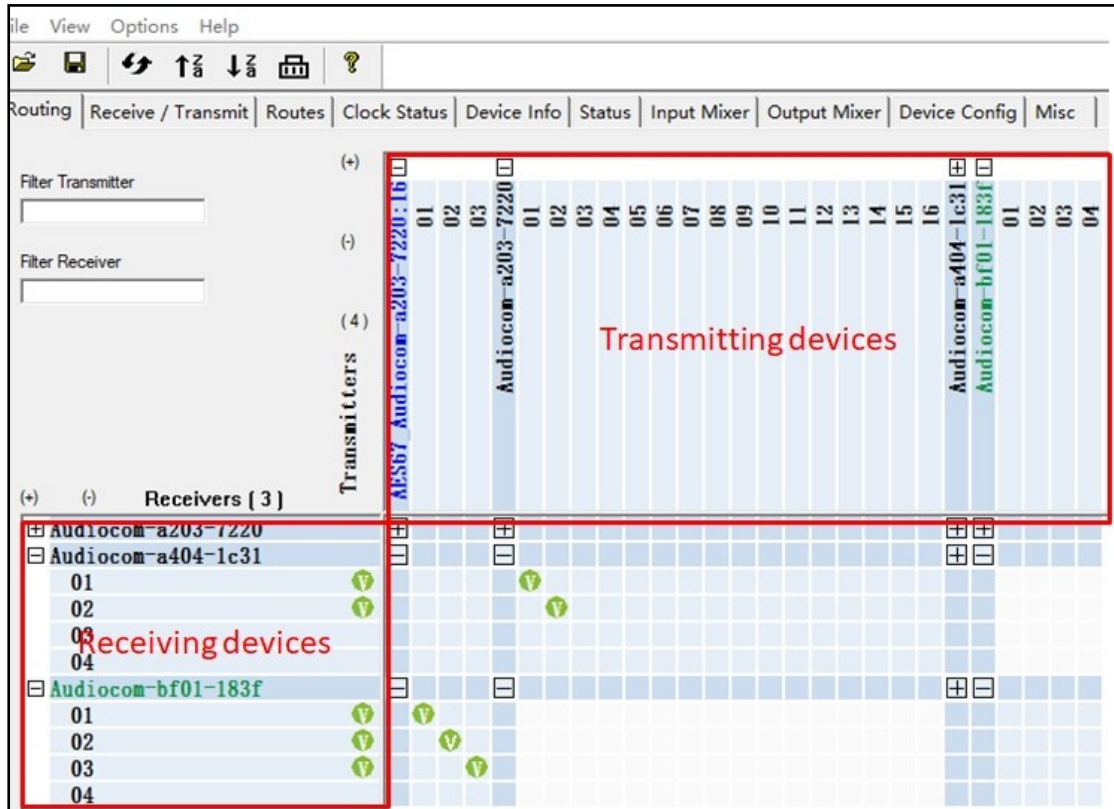 ile View Options Help
Routing Receive / Transmit Routes Clock Status Device Info Status Input Mixer Output Mixer Device Config Misc
Filter Transmitter
Filter Receiver
(+)
(-)
(4)
Transmitters
AES67_Audiocom-a203-7220:16
01
02
03
Audiocom-a203-7220
01
02
03
04
05
06
07
08
09
10
11
12
13
14
15
16
Audiocom-a404-1c31
Audiocom-bf01-183f
01
02
03
04
Transmitting devices
(+) (-) Receivers (3)
Audiocom-a203-7220
Audiocom-a404-1c31
01
02
03
04
Receiving devices
Audiocom-bf01-183f
01
02
03
04